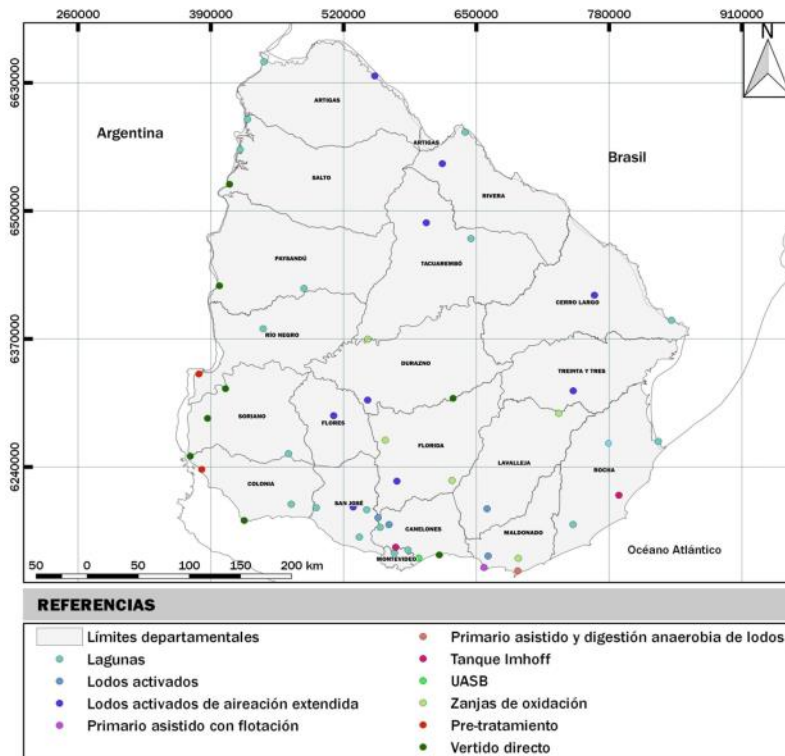 260000 390000 520000 650000 780000 910000
N
6630000
6500000
6370000
6240000
Argentina
Brasil
ARTIGAS
ARTIGAS
SALTO
RIVERA
PAYSANDÚ
TACUAREMBÓ
CERRO LARGO
RÍO NEGRO
DURAZNO
TREINTA Y TRES
SORIANO
FLORES
FLORIDA
LAVALLEJA
ROCHA
COLONIA
SAN JOSÉ
CANELONES
MALDONADO
MONTEVIDEO
Océano Atlántico
50 0 50 100 150 200 km
REFERENCIAS
Límites departamentales
Lagunas
Lodos activados
Lodos activados de aireación extendida
Primario asistido con flotación
Primario asistido y digestión anaerobia de lodos
Tanque Imhoff
UASB
Zanjas de oxidación
Pre-tratamiento
Vertido directo